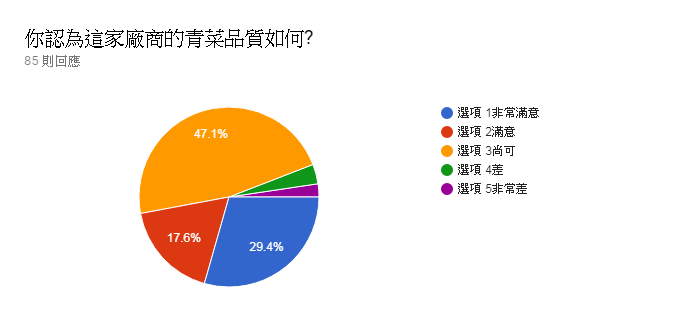 你認為這家廠商的青菜品質如何?
85 則回應
47.1%
17.6%
29.4%
選項 1非常滿意
選項 2滿意
選項 3尚可
選項 4差
選項 5非常差